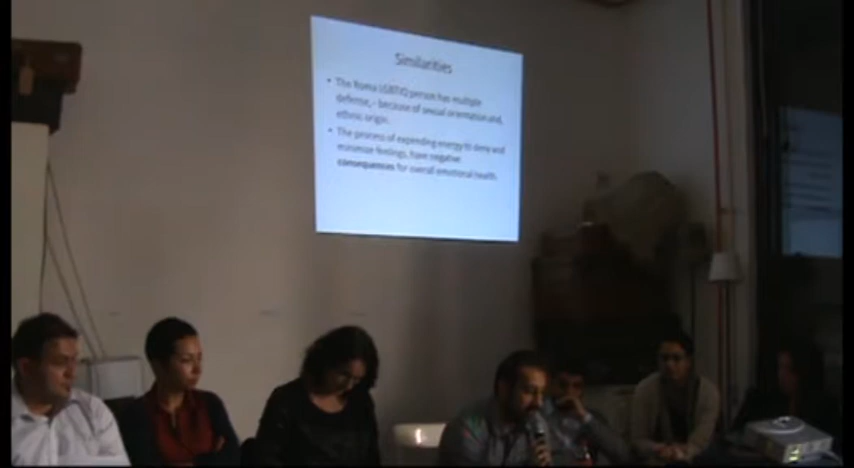 Similarities
• The Roma LGBTIQ person has multiple
defense, - because of sexual orientation and,
ethnic origin.
• The process of expending energy to deny and
minimize feelings, have negative
consequences for overall emotional health.